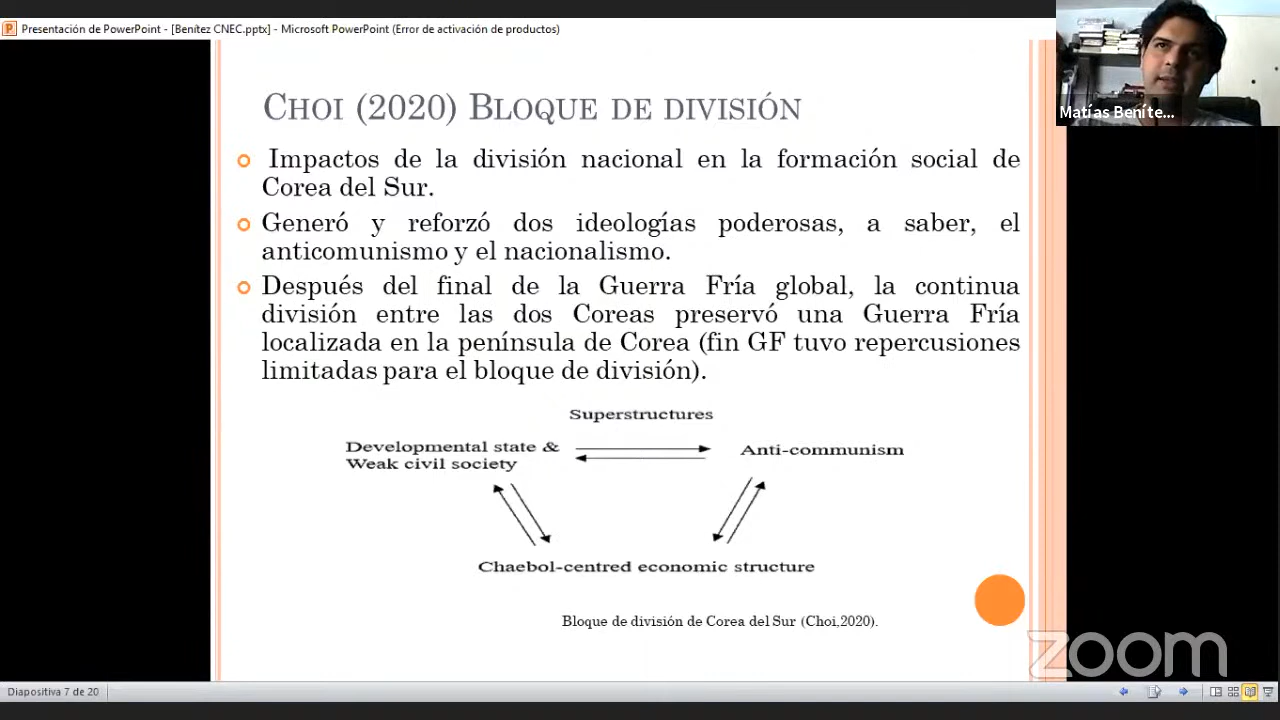 Presentación de PowerPoint - [Benítez CNEC.pptx] - Microsoft PowerPoint (Error de activación de productos)
Matías Beníte...
CHOI (2020) BLOQUE DE DIVISIÓN
Impactos de la división nacional en la formación social de
Corea del Sur.
Generó y reforzó dos ideologías poderosas, a saber, el
anticomunismo y el nacionalismo.
Después del final de la Guerra Fría global, la continua
división entre las dos Coreas preservó una Guerra Fría
localizada en la península de Corea (fin GF tuvo repercusiones
limitadas para el bloque de división).
Superstructures
Developmental state &
Weak civil society
Anti-communism
Chaebol-centred economic structure
Bloque de división de Corea del Sur (Choi,2020).
zoom
Diapositiva 7 de 20